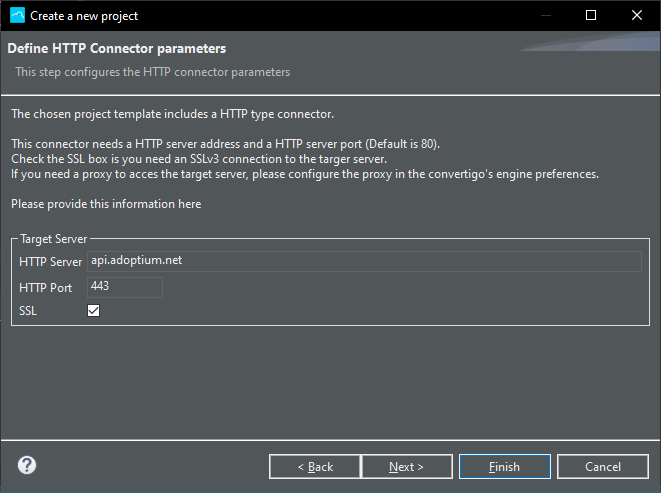 Create a new project
Define HTTP Connector parameters
This step configures the HTTP connector parameters
The chosen project template includes a HTTP type connector.
This connector needs a HTTP server address and a HTTP server port (Default is 80).
Check the SSL box is you need an SSLv3 connection to the targer server.
If you need a proxy to acces the target server, please configure the proxy in the convertigo's engine preferences.
Please provide this information here
Target Server
HTTP Server api.adoptium.net
HTTP Port 443
SSL
? < Back Next > Finish Cancel